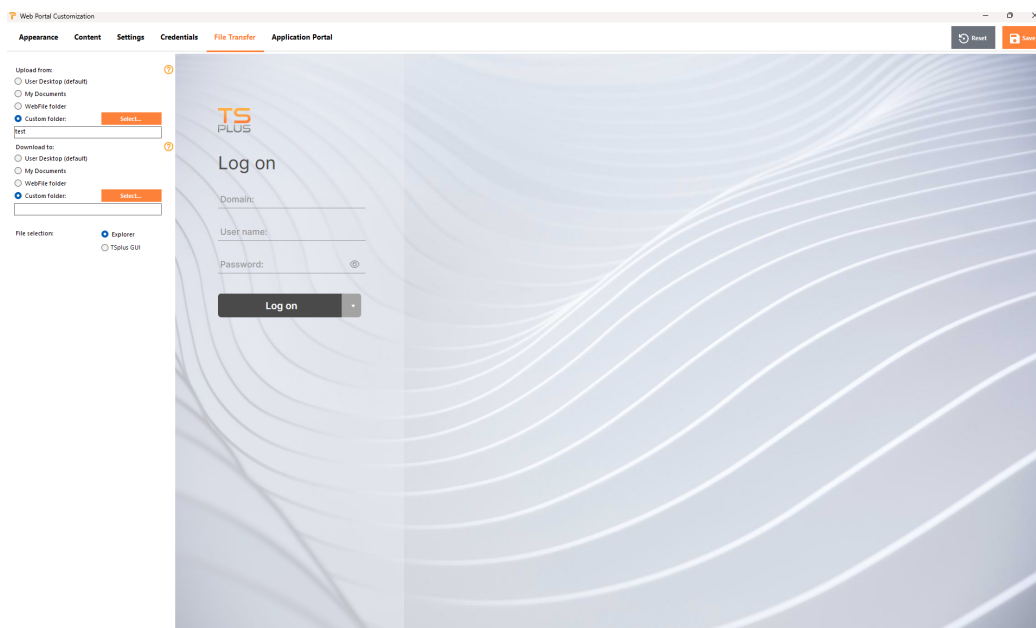 Web Portal Customization
Appearance Content Settings Credentials File Transfer Application Portal Reset Save
Upload from: ?
User Desktop (default)
My Documents
WebFile folder
Custom folder: Select...
test
Download to: ?
User Desktop (default)
My Documents
WebFile folder
Custom folder: Select...
File selection: Explorer
TSplus GUI
TS
PLUS
Log on
Domain:
User name:
Password:
Log on